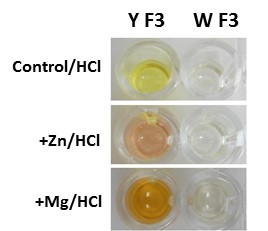 Y F3 W F3
Control/HCl
+Zn/HCl
+Mg/HCl